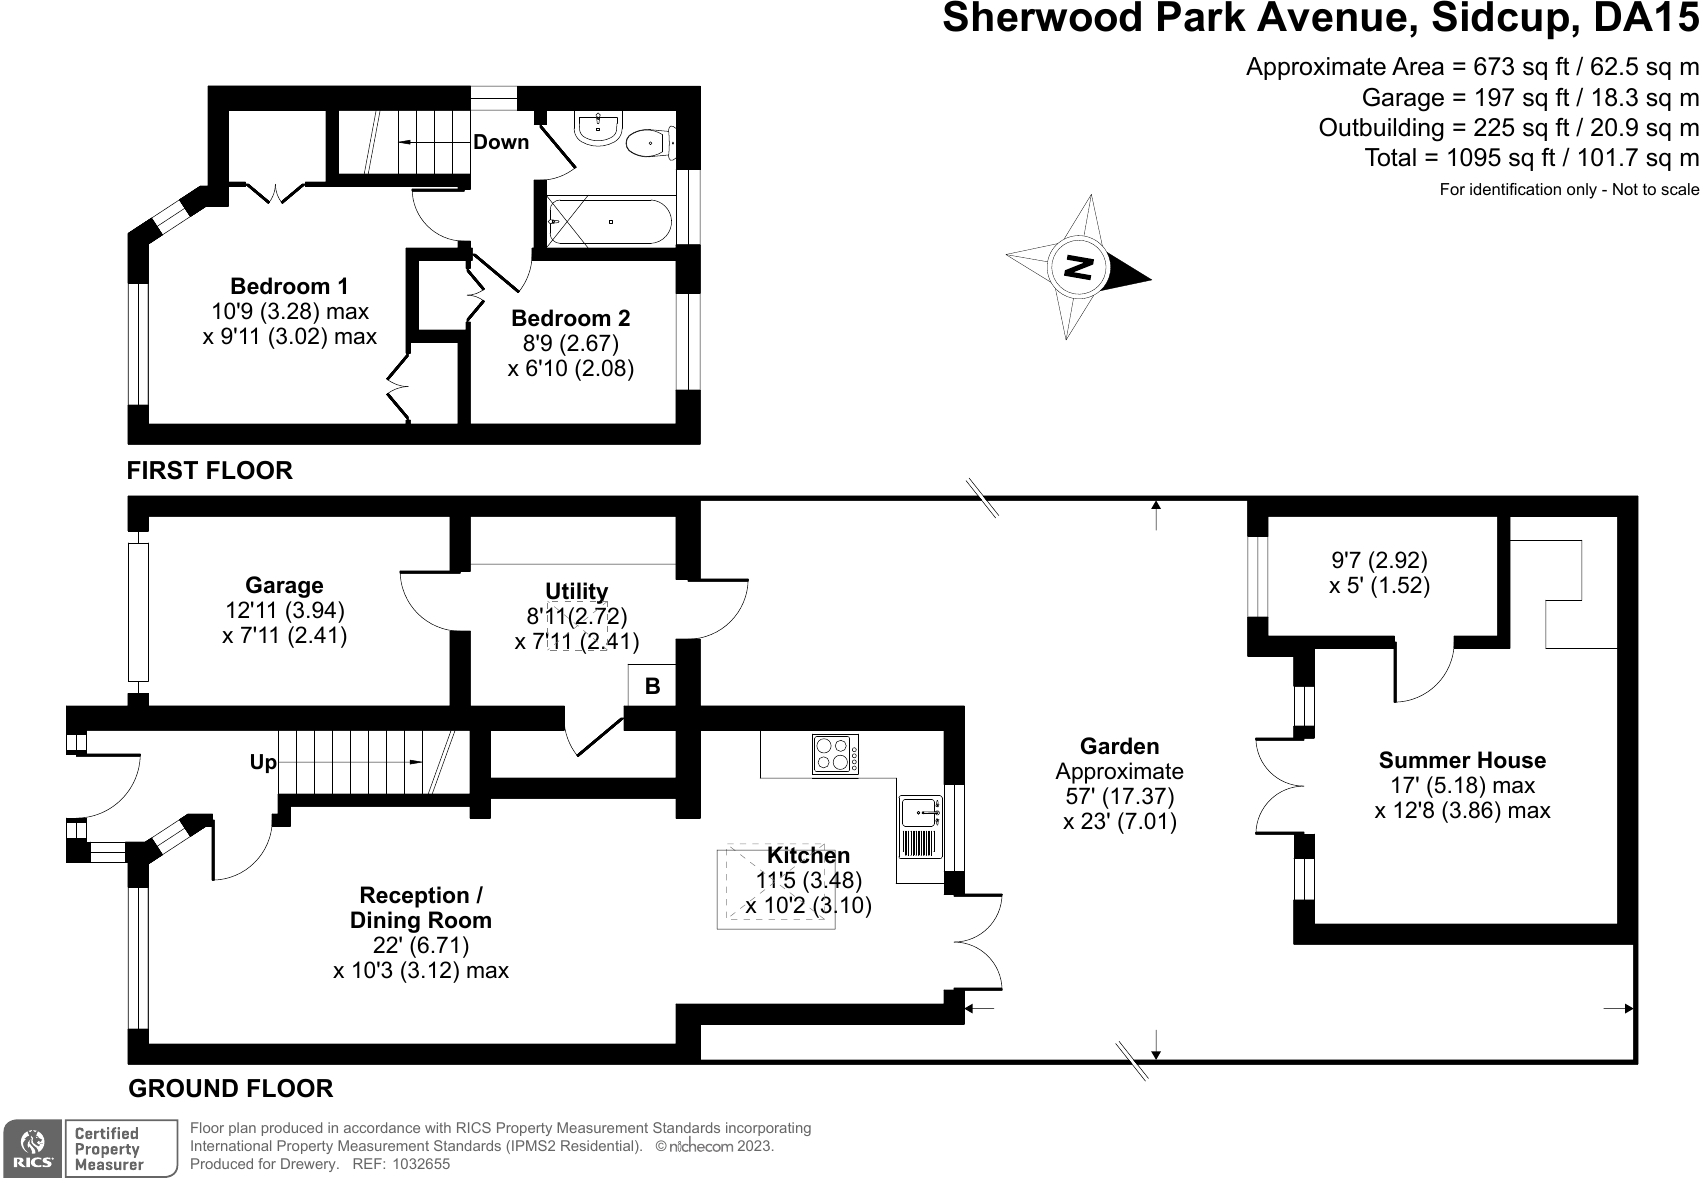 Sherwood Park Avenue, Sidcup, DA15
Approximate Area = 673 sq ft / 62.5 sq m
Garage = 197 sq ft / 18.3 sq m
Outbuilding = 225 sq ft / 20.9 sq m
Total = 1095 sq ft / 101.7 sq m
For identification only - Not to scale
N
Down
Bedroom 1
10'9 (3.28) max
x 9'11 (3.02) max
Bedroom 2
8'9 (2.67)
x 6'10 (2.08)
FIRST FLOOR
Garage
12'11 (3.94)
x 7'11 (2.41)
Utility
8'11(2.72)
x 7'11 (2.41)
B
9'7 (2.92)
x 5' (1.52)
Up
Garden
Approximate
57' (17.37)
x 23' (7.01)
Summer House
17' (5.18) max
x 12'8 (3.86) max
Kitchen
11'5 (3.48)
x 10'2 (3.10)
Reception /
Dining Room
22' (6.71)
x 10'3 (3.12) max
GROUND FLOOR
RICS
Certified
Property
Measurer
Floor plan produced in accordance with RICS Property Measurement Standards incorporating
International Property Measurement Standards (IPMS2 Residential). © nichecom 2023.
Produced for Drewery. REF: 1032655